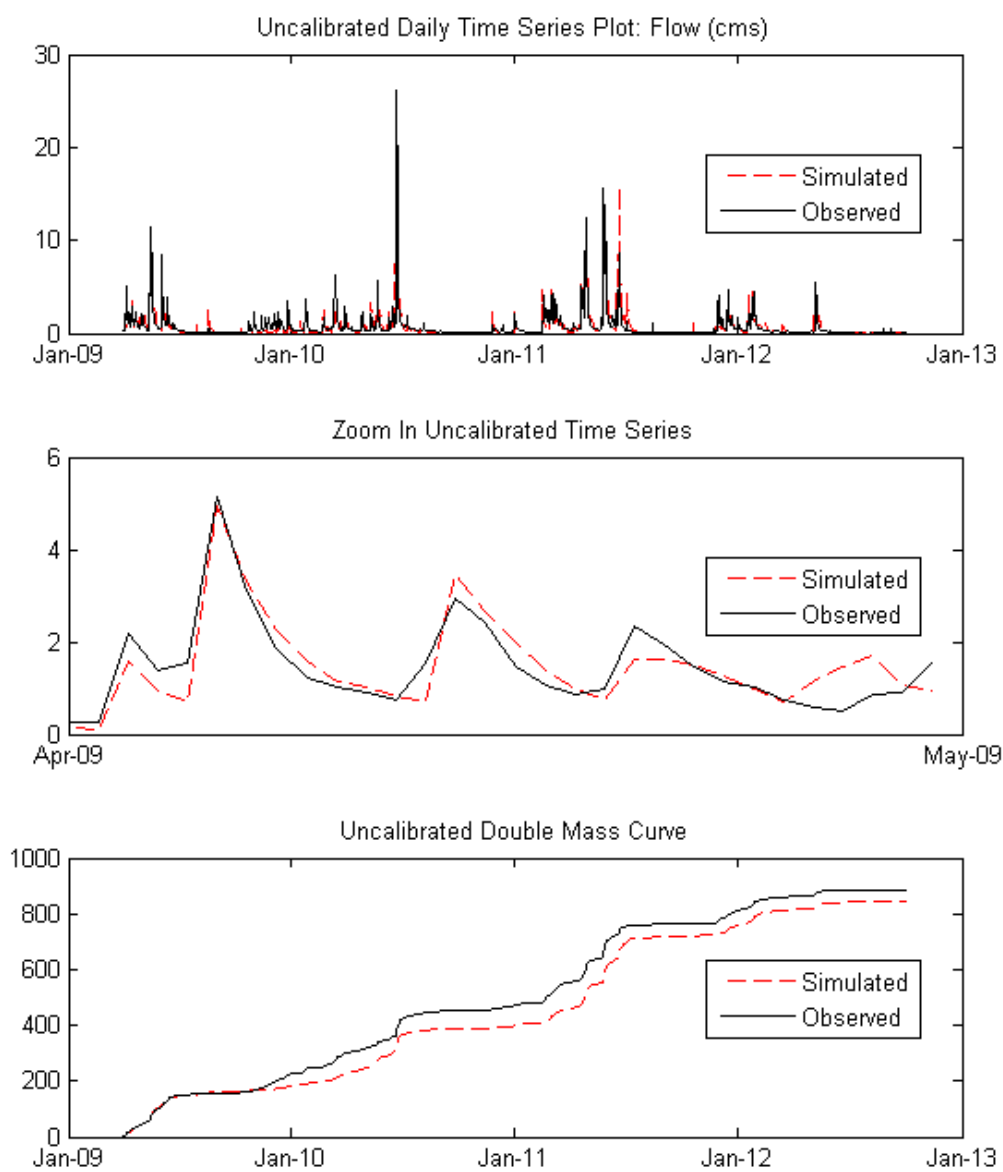 Uncalibrated Daily Time Series Plot: Flow (cms)
30
20
10
0
Simulated
Observed
Jan-09 Jan-10 Jan-11 Jan-12 Jan-13
Zoom In Uncalibrated Time Series
6
4
2
0
Simulated
Observed
Apr-09 May-09
Uncalibrated Double Mass Curve
1000
800
600
400
200
0
Simulated
Observed
Jan-09 Jan-10 Jan-11 Jan-12 Jan-13